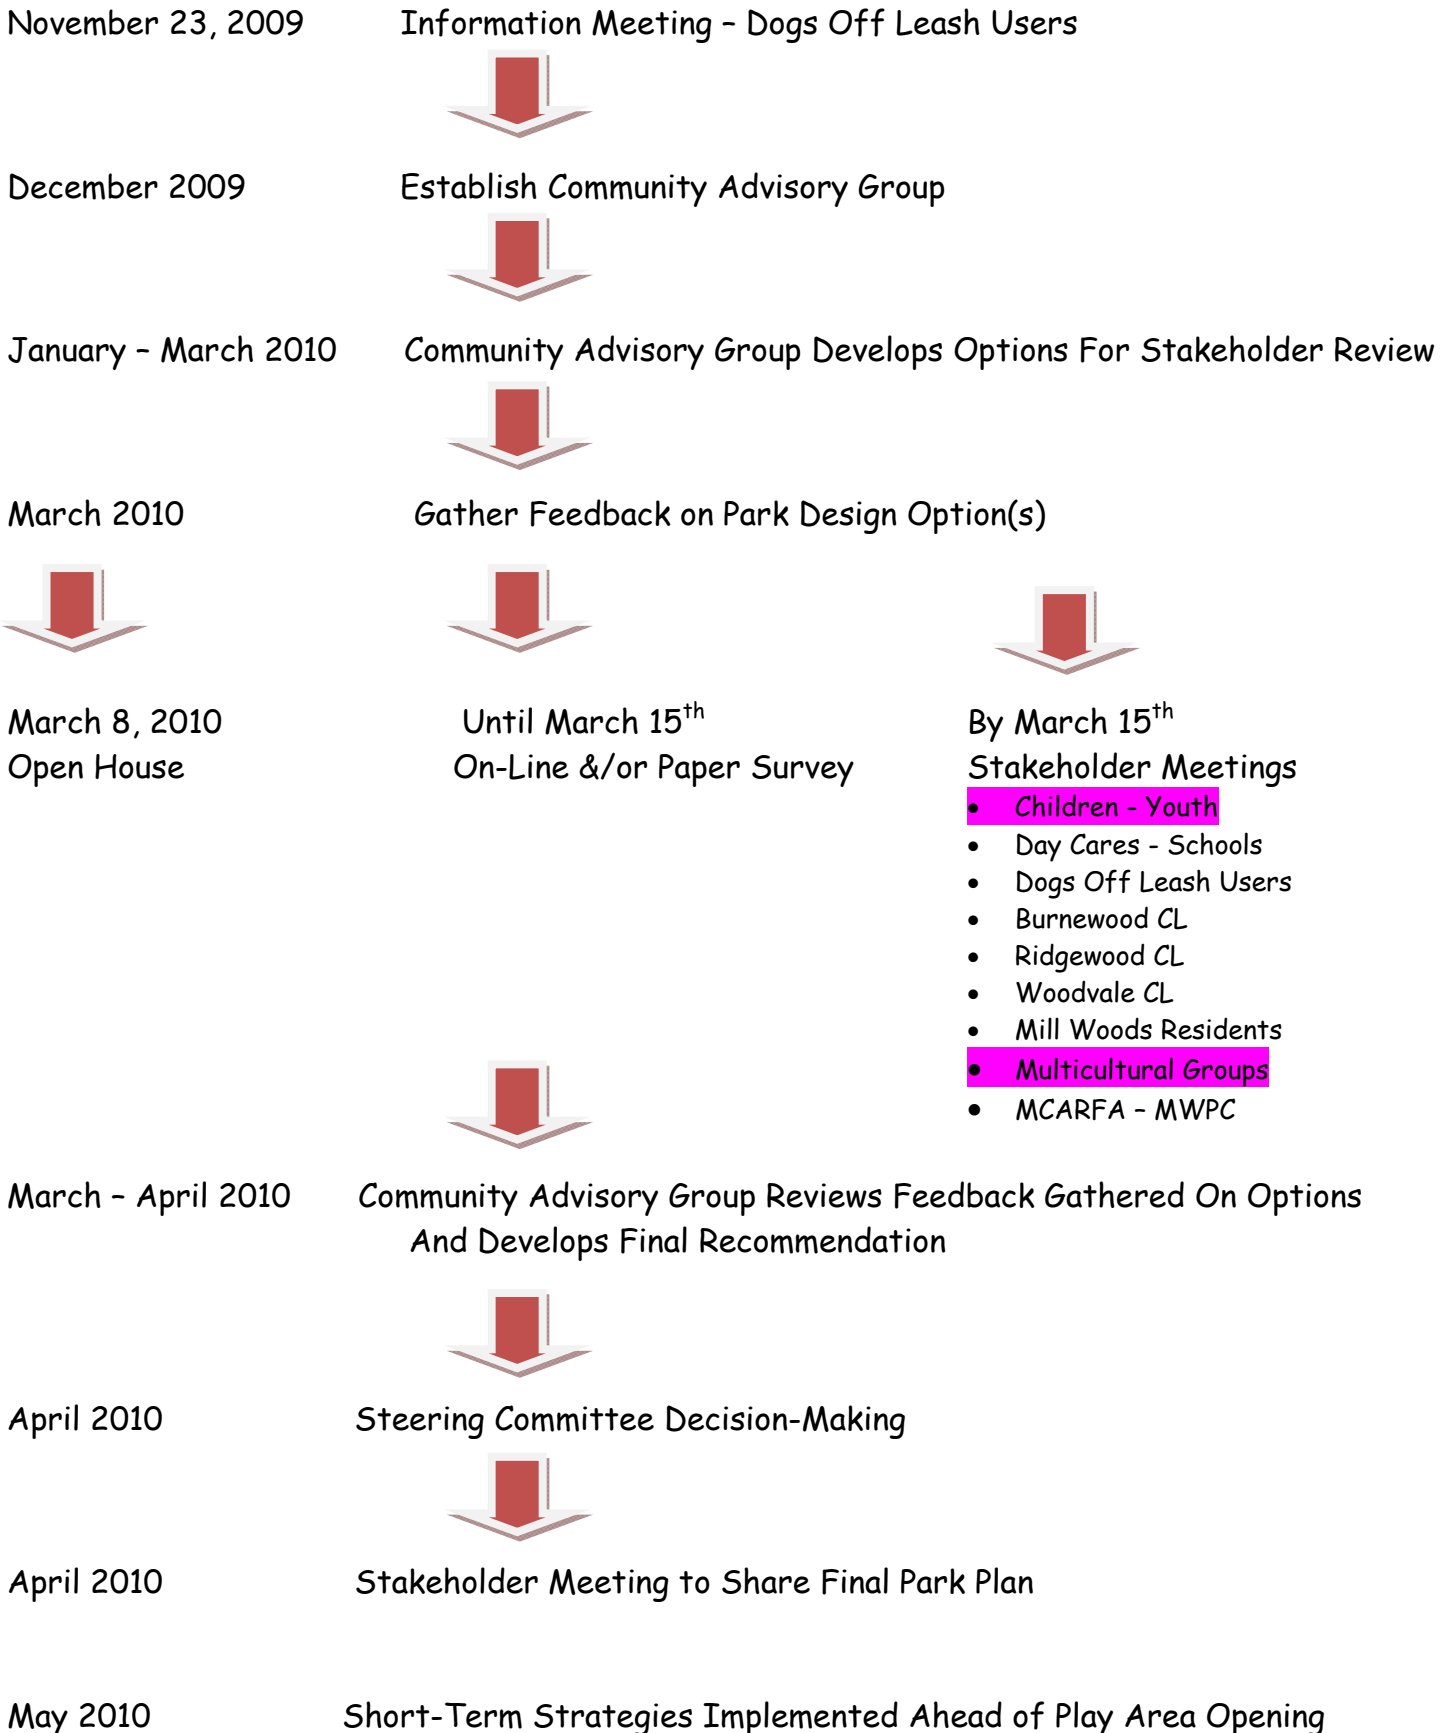 November 23, 2009 Information Meeting – Dogs Off Leash Users
December 2009 Establish Community Advisory Group
January – March 2010 Community Advisory Group Develops Options For Stakeholder Review
March 2010 Gather Feedback on Park Design Option(s)
March 8, 2010
Open House
Until March 15th
On-Line &/or Paper Survey
By March 15th
Stakeholder Meetings
• Children - Youth
• Day Cares - Schools
• Dogs Off Leash Users
• Burnewood CL
• Ridgewood CL
• Woodvale CL
• Mill Woods Residents
• Multicultural Groups
• MCARFA – MWPC
March – April 2010 Community Advisory Group Reviews Feedback Gathered On Options
And Develops Final Recommendation
April 2010 Steering Committee Decision-Making
April 2010 Stakeholder Meeting to Share Final Park Plan
May 2010 Short-Term Strategies Implemented Ahead of Play Area Opening